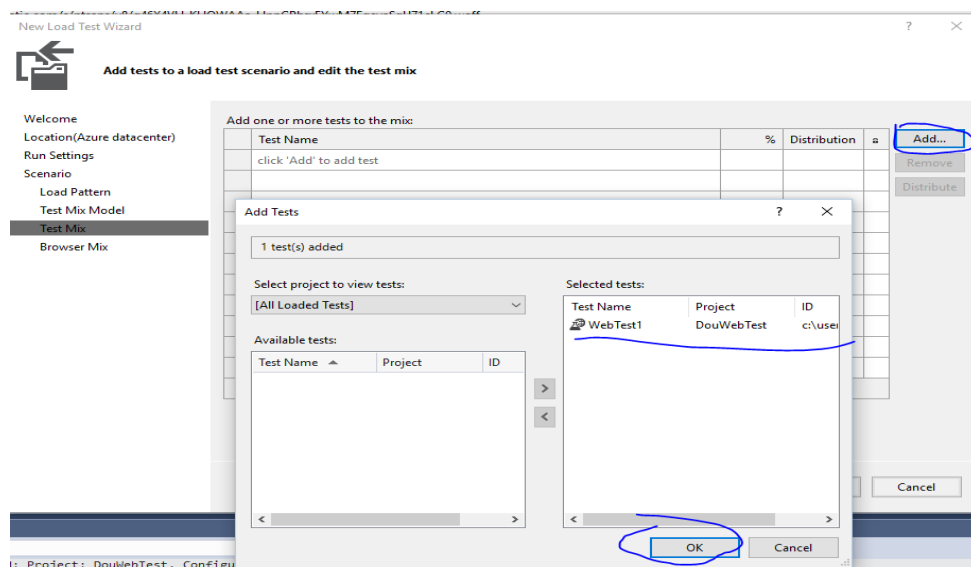 New Load Test Wizard
Add tests to a load test scenario and edit the test mix
Welcome
Location(Azure datacenter)
Run Settings
Scenario
Load Pattern
Test Mix Model
Test Mix
Browser Mix
Add one or more tests to the mix:
Test Name % Distribution
click 'Add' to add test
Add...
Remove
Distribute
Add Tests
1 test(s) added
Select project to view tests:
[All Loaded Tests]
Available tests:
Test Name Project ID
>
<
Selected tests:
Test Name Project ID
WebTest1 DouWebTest c:\user
OK
Cancel
Cancel
Project: DouWebTest, Configu